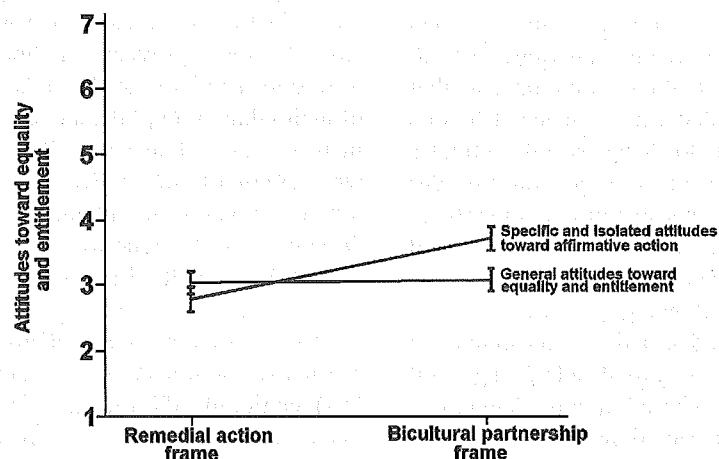 Attitudes toward equality
and entitlement
7
6
5
4
3
2
1
Specific and isolated attitudes
toward affirmative action
General attitudes toward
equality and entitlement
Remedial action
frame
Bicultural partnership
frame